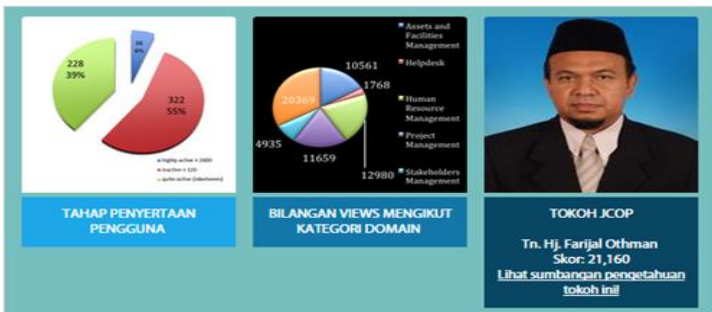 228
39%
36
6%
322
55%
highly active > 2000
inactive < 320
quite active (inbetween)
TAHAP PENYERTAAN
PENGGUNA
10561
1768
20369
4935
11659
12980
Assets and
Facilities
Management
Helpdesk
Human
Resource
Management
Project
Management
Stakeholders
Management
BILANGAN VIEWS MENGIKUT
KATEGORI DOMAIN
TOKOH JCOP
Tn. Hj. Farijal Othman
Skor: 21,160
Lihat sumbangan pengetahuan
tokoh ini!